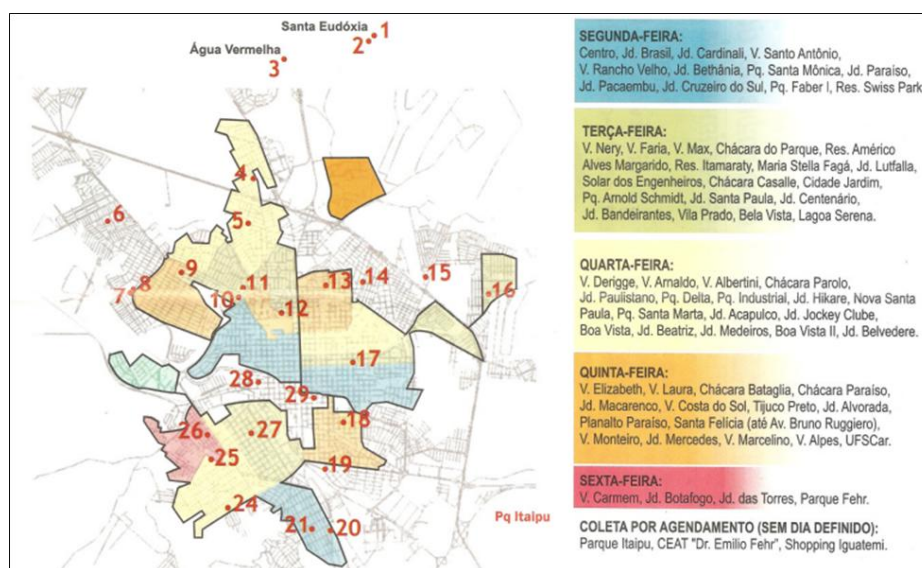 Santa Eudóxia 1
2
Água Vermelha
3
4
5
6
9
8
7
10
11
12
13
14
15
16
17
28
29
18
26
27
25
19
24
21
20
Pq Itaipu
SEGUNDA-FEIRA:
Centro, Jd. Brasil, Jd. Cardinali, V. Santo Antônio,
V. Rancho Velho, Jd. Bethânia, Pq. Santa Mônica, Jd. Paraíso,
Jd. Pacaembu, Jd. Cruzeiro do Sul, Pq. Faber I, Res. Swiss Park
TERÇA-FEIRA:
V. Nery, V. Faria, V. Max, Chácara do Parque, Res. Américo
Alves Margarido, Res. Itamaraty, Maria Stella Fagá, Jd. Lutfalla,
Solar dos Engenheiros, Chácara Casalle, Cidade Jardim,
Pq. Arnold Schmidt, Jd. Santa Paula, Jd. Centenário,
Jd. Bandeirantes, Vila Prado, Bela Vista, Lagoa Serena.
QUARTA-FEIRA:
V. Derigge, V. Arnaldo, V. Albertini, Chácara Parolo,
Jd. Paulistano, Pq. Delta, Pq. Industrial, Jd. Hikare, Nova Santa
Paula, Pq. Santa Marta, Jd. Acapulco, Jd. Jockey Clube,
Boa Vista, Jd. Beatriz, Jd. Medeiros, Boa Vista II, Jd. Belvedere.
QUINTA-FEIRA:
V. Elizabeth, V. Laura, Chácara Bataglia, Chácara Paraíso,
Jd. Macarenco, V. Costa do Sol, Tijuco Preto, Jd. Alvorada,
Planalto Paraíso, Santa Felícia (até Av. Bruno Ruggiero),
V. Monteiro, Jd. Mercedes, V. Marcelino, V. Alpes, UFSCar.
SEXTA-FEIRA:
V. Carmem, Jd. Botafogo, Jd. das Torres, Parque Fehr.
COLETA POR AGENDAMENTO (SEM DIA DEFINIDO):
Parque Itaipu, CEAT "Dr. Emilio Fehr", Shopping Iguatemi.